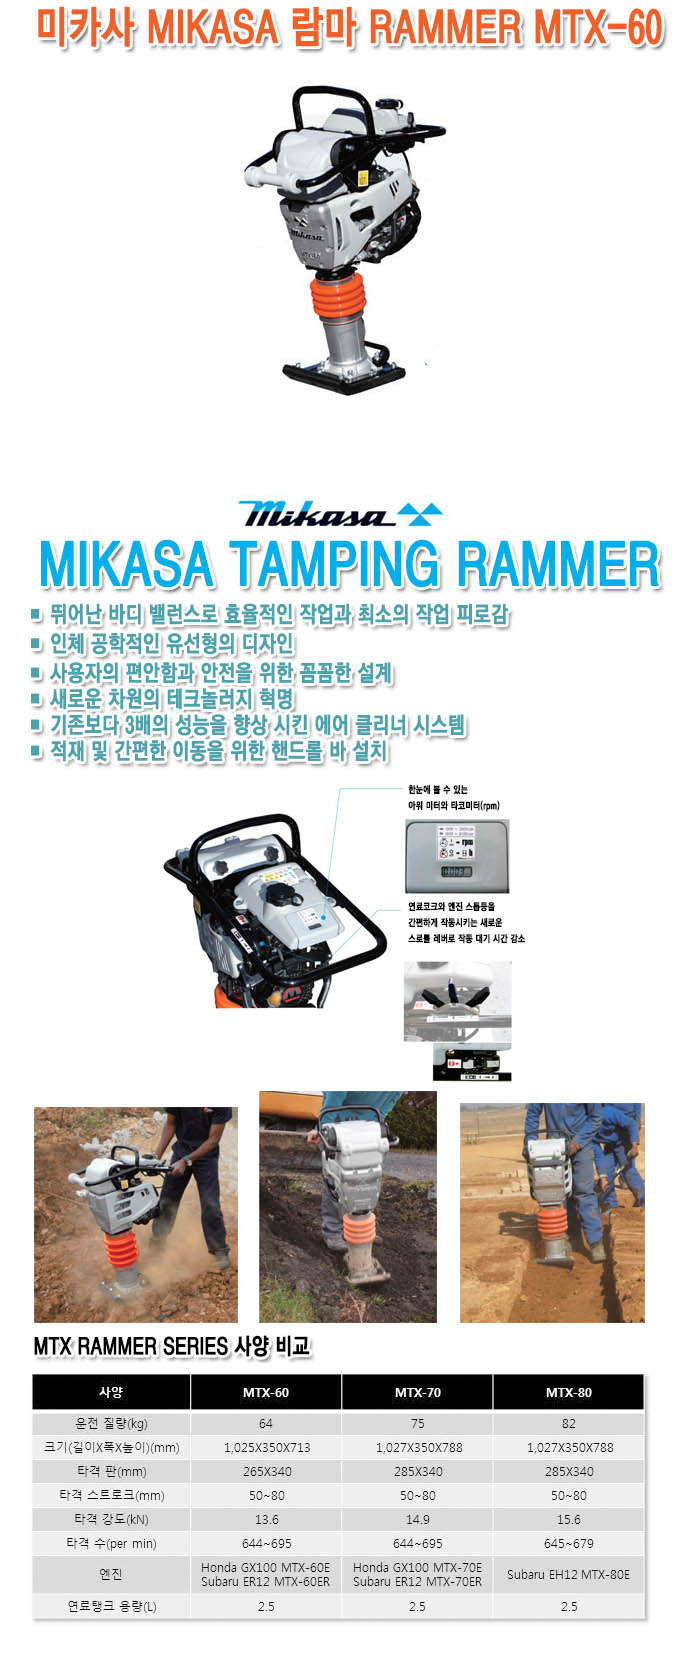 미카사 MIKASA 람마 RAMMER MTX-60
Mikasa
mikasa
MIKASA TAMPING RAMMER
▪ 뛰어난 바디 밸런스로 효율적인 작업과 최소의 작업 피로감
▪ 인체 공학적인 유선형의 디자인
▪ 사용자의 편안함과 안전을 위한 꼼꼼한 설계
▪ 새로운 차원의 테크놀러지 혁명
▪ 기존보다 3배의 성능을 향상 시킨 에어 클리너 시스템
▪ 적재 및 간편한 이동을 위한 핸드롤 바 설치
한눈에 볼 수 있는
아워 미터와 타코미터(rpm)
rpm
h
연료코크와 엔진 스톱등을
간편하게 작동시키는 새로운
스로틀 레버로 작동 대기 시간 감소
MTX RAMMER SERIES 사양 비교
사양 MTX-60 MTX-70 MTX-80
운전 질량(kg) 64 75 82
크기(길이X폭X높이)(mm) 1,025X350X713 1,027X350X788 1,027X350X788
타격 판(mm) 265X340 285X340 285X340
타격 스트로크(mm) 50~80 50~80 50~80
타격 강도(kN) 13.6 14.9 15.6
타격 수(per min) 644~695 644~695 645~679
엔진 Honda GX100 MTX-60E Honda GX100 MTX-70E Subaru EH12 MTX-80E
Subaru ER12 MTX-60ER Subaru ER12 MTX-70ER
연료탱크 용량(L) 2.5 2.5 2.5